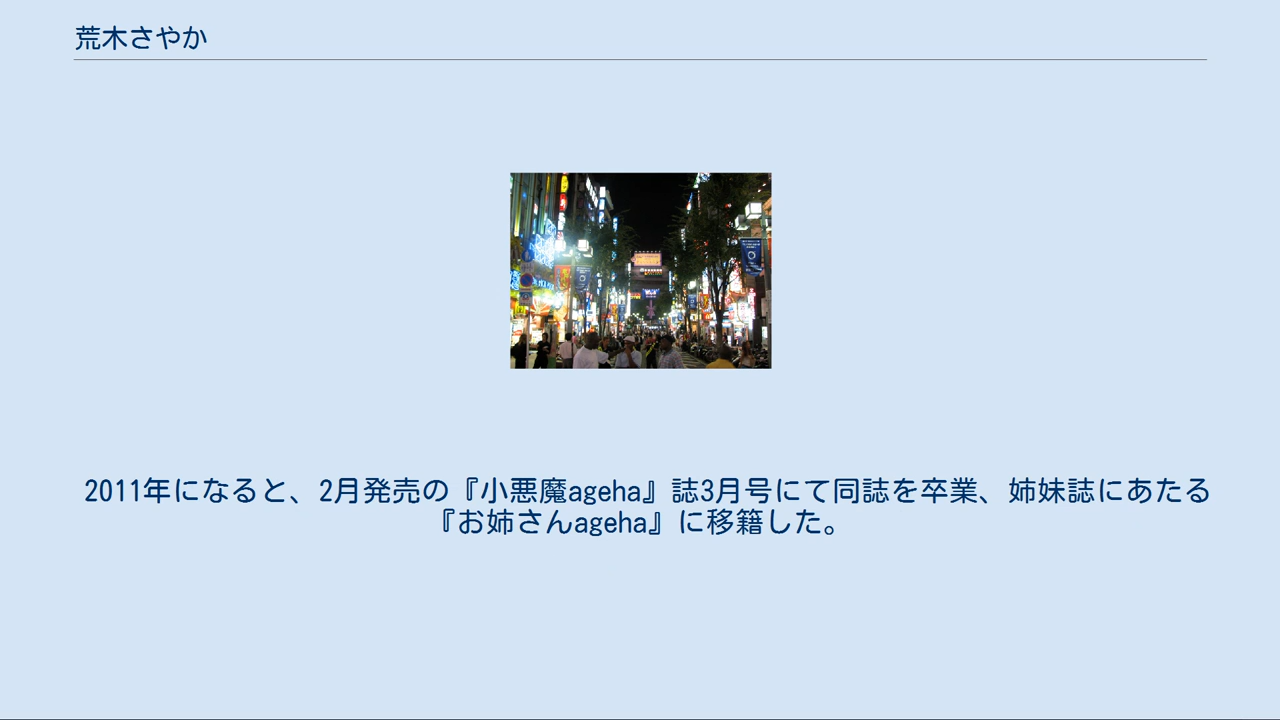 荒木さやか
2011年になると、2月発売の『小悪魔ageha』誌3月号にて同誌を卒業、姉妹誌にあたる
『お姉さんageha』に移籍した。